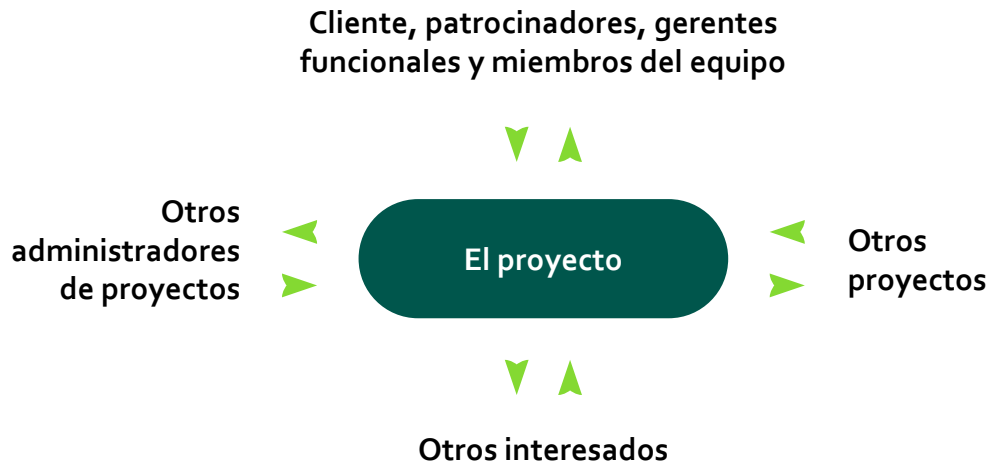 Cliente, patrocinadores, gerentes
funcionales y miembros del equipo
Otros
administradores
de proyectos
El proyecto
Otros
proyectos
Otros interesados